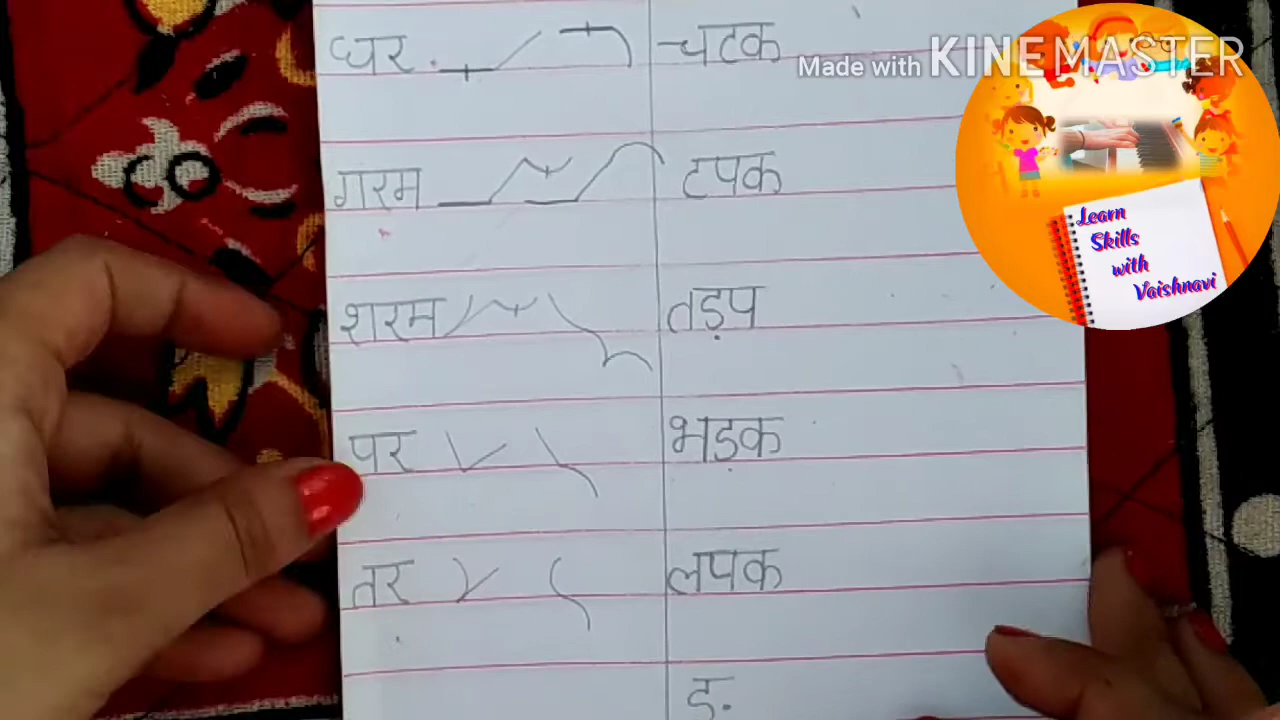 घर. चटक
गरम टपक
शरम तड़प
पर भड़क
तर लपक
ड.
Made with KINEMASTER
Learn
Skills
with
Vaishnavi